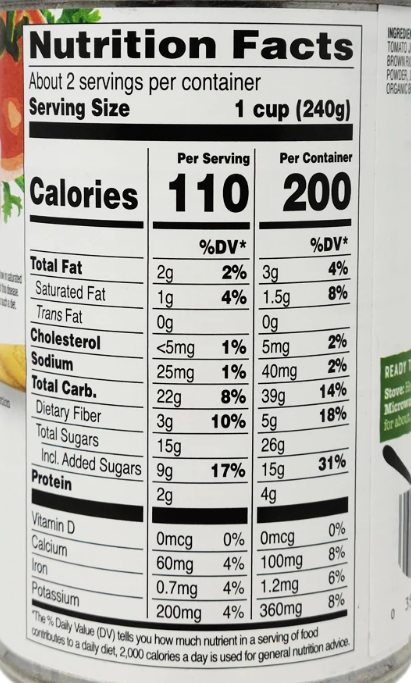 Nutrition Facts
About 2 servings per container
Serving Size 1 cup (240g)
Per Serving Per Container
Calories 110 200
%DV* %DV*
Total Fat 2g 2% 3g 4%
Saturated Fat 1g 4% 1.5g 8%
Trans Fat 0g 0g
Cholesterol <5mg 1% 5mg 2%
Sodium 25mg 1% 40mg 2%
Total Carb. 22g 8% 39g 14%
Dietary Fiber 3g 10% 5g 18%
Total Sugars 15g 26g
Incl. Added Sugars 9g 17% 15g 31%
Protein 2g 4g
Vitamin D 0mcg 0% 0mcg 0%
Calcium 60mg 4% 100mg 8%
Iron 0.7mg 4% 1.2mg 6%
Potassium 200mg 4% 360mg 8%
*The % Daily Value (DV) tells you how much nutrient in a serving of food
contributes to a daily diet, 2,000 calories a day is used for general nutrition advice.
TOMATO
BROWN
POWDER,
ORGANIC
READY
Stove:
for
0